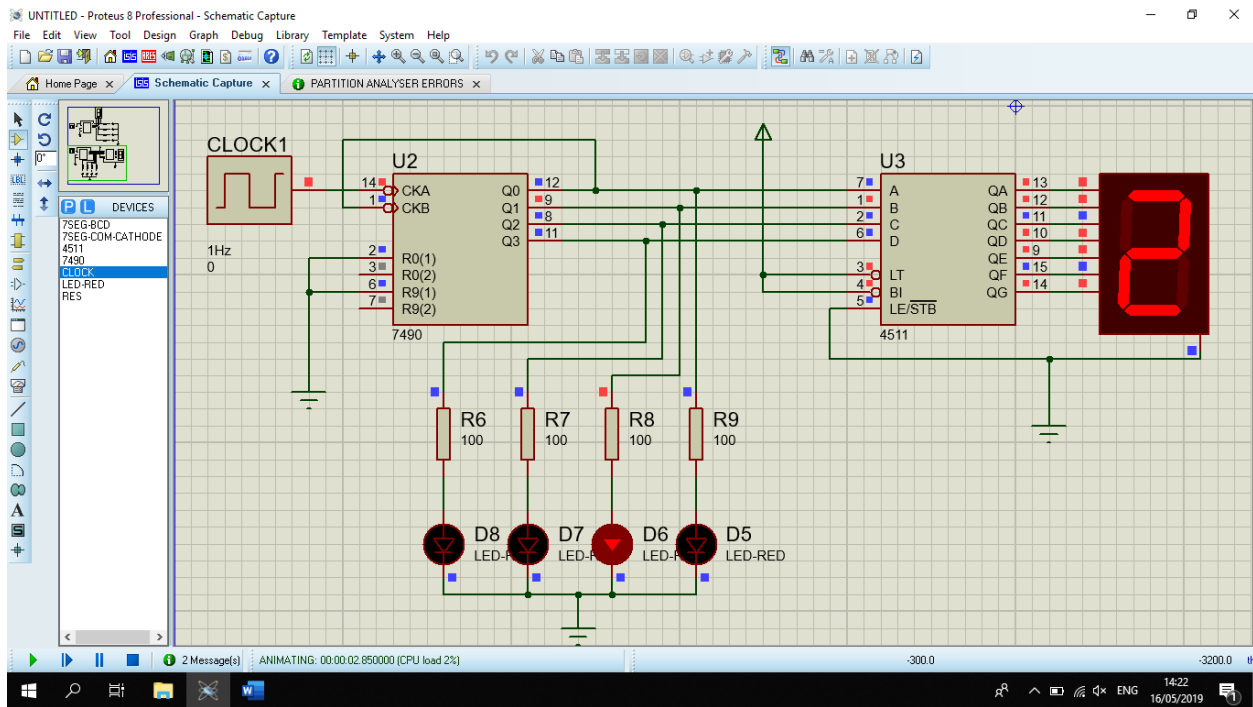 UNTITLED - Proteus 8 Professional - Schematic Capture
File Edit View Tool Design Graph Debug Library Template System Help
Home Page Schematic Capture PARTITION ANALYSER ERRORS
0°
P L DEVICES
7SEG-BCD
7SEG-COM-CATHODE
4511
7490
CLOCK
LED-RED
RES
CLOCK1
1Hz
0
U2
14 CKA Q0 12
1 CKB Q1 9
Q2 8
Q3 11
2 R0(1)
3 R0(2)
6 R9(1)
7 R9(2)
7490
U3
7 A QA 13
1 B QB 12
2 C QC 11
6 D QD 10
QE 9
3 LT QF 15
4 BI QG 14
5 LE/STB
4511
R6 R7 R8 R9
100 100 100 100
D8 D7 D6 D5
LED-R LED-R LED-R LED-RED
2 Message(s) ANIMATING: 00:00:02.850000 (CPU load 2%) -300.0 -3200.0 th
ENG 14:22
16/05/2019